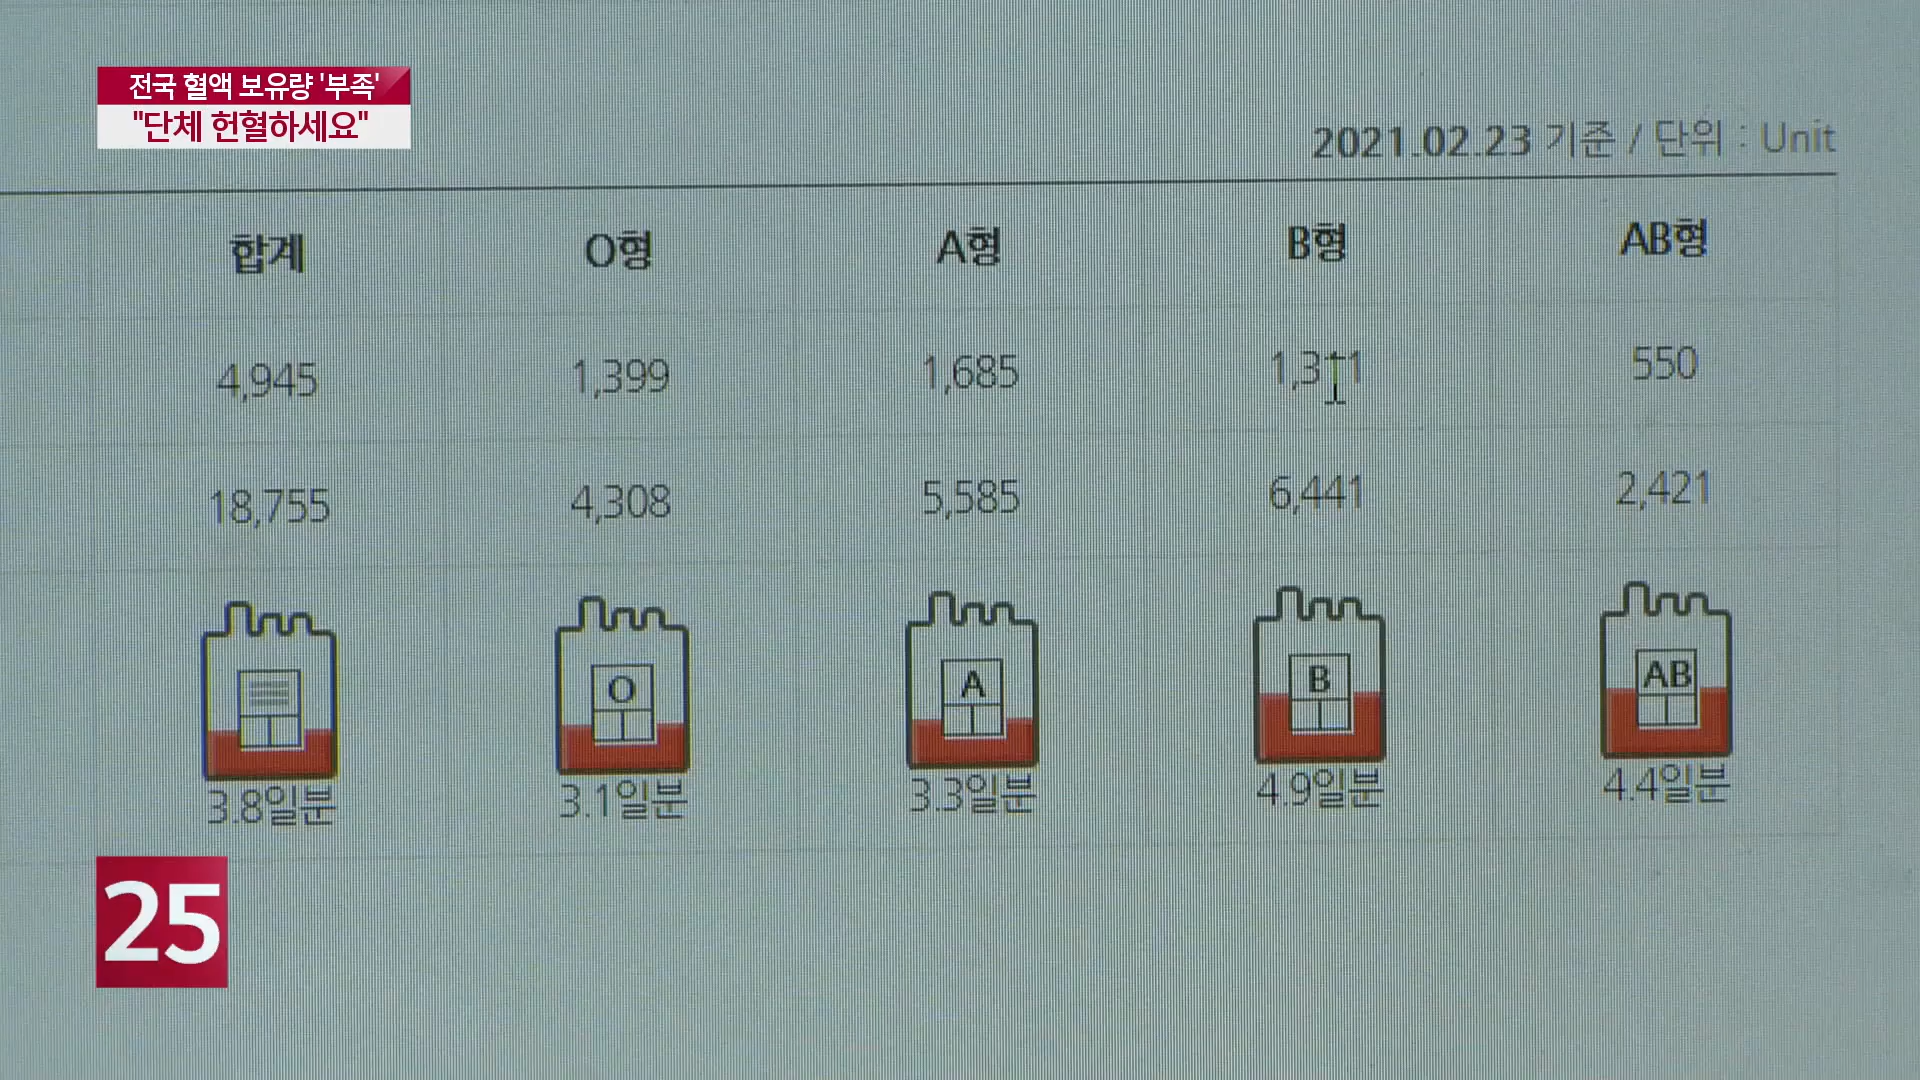 전국 혈액 보유량 '부족'
"단체 헌혈하세요"
2021.02.23 기준 / 단위 : Unit
합계 O형 A형 B형 AB형
4,945 1,399 1,685 1,311 550
18,755 4,308 5,585 6,441 2,421
O A B AB
3.8일분 3.1일분 3.3일분 4.9일분 4.4일분
25